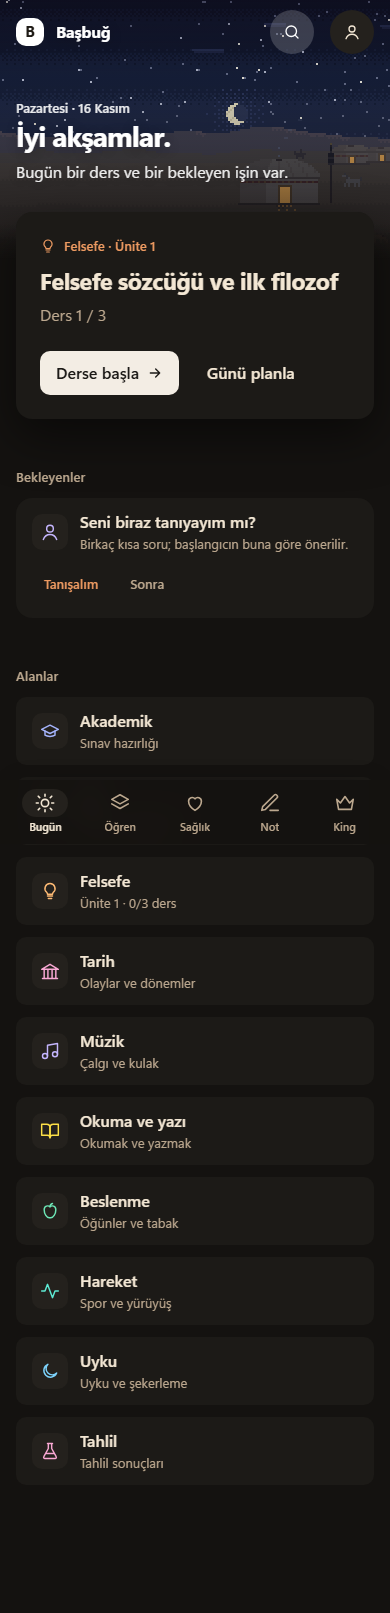 B Başbuğ
Pazartesi · 16 Kasım
İyi akşamlar.
Bugün bir ders ve bir bekleyen işin var.
Felsefe · Ünite 1
Felsefe sözcüğü ve ilk filozof
Ders 1 / 3
Derse başla → Günü planla
Bekleyenler
Seni biraz tanıyayım mı?
Birkaç kısa soru; başlangıcın buna göre önerilir.
Tanışalım Sonra
Alanlar
Akademik
Sınav hazırlığı
Bugün Öğren Sağlık Not King
Felsefe
Ünite 1 · 0/3 ders
Tarih
Olaylar ve dönemler
Müzik
Çalgı ve kulak
Okuma ve yazı
Okumak ve yazmak
Beslenme
Öğünler ve tabak
Hareket
Spor ve yürüyüş
Uyku
Uyku ve şekerleme
Tahlil
Tahlil sonuçları